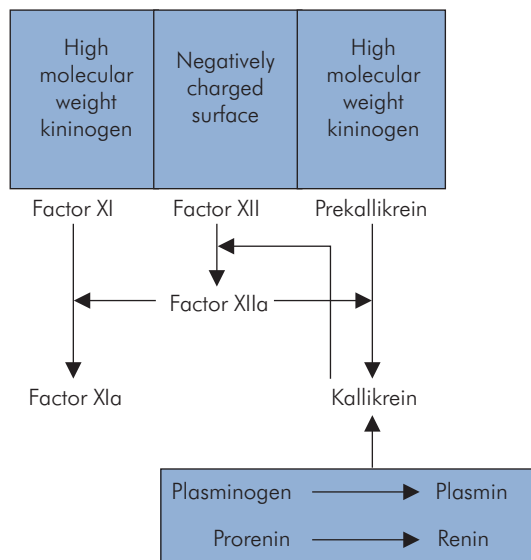 High
molecular
weight
kininogen
Negatively
charged
surface
High
molecular
weight
kininogen
Factor XI
Factor XII
Prekallikrein
Factor XIIa
Factor XIa
Kallikrein
Plasminogen
Plasmin
Prorenin
Renin